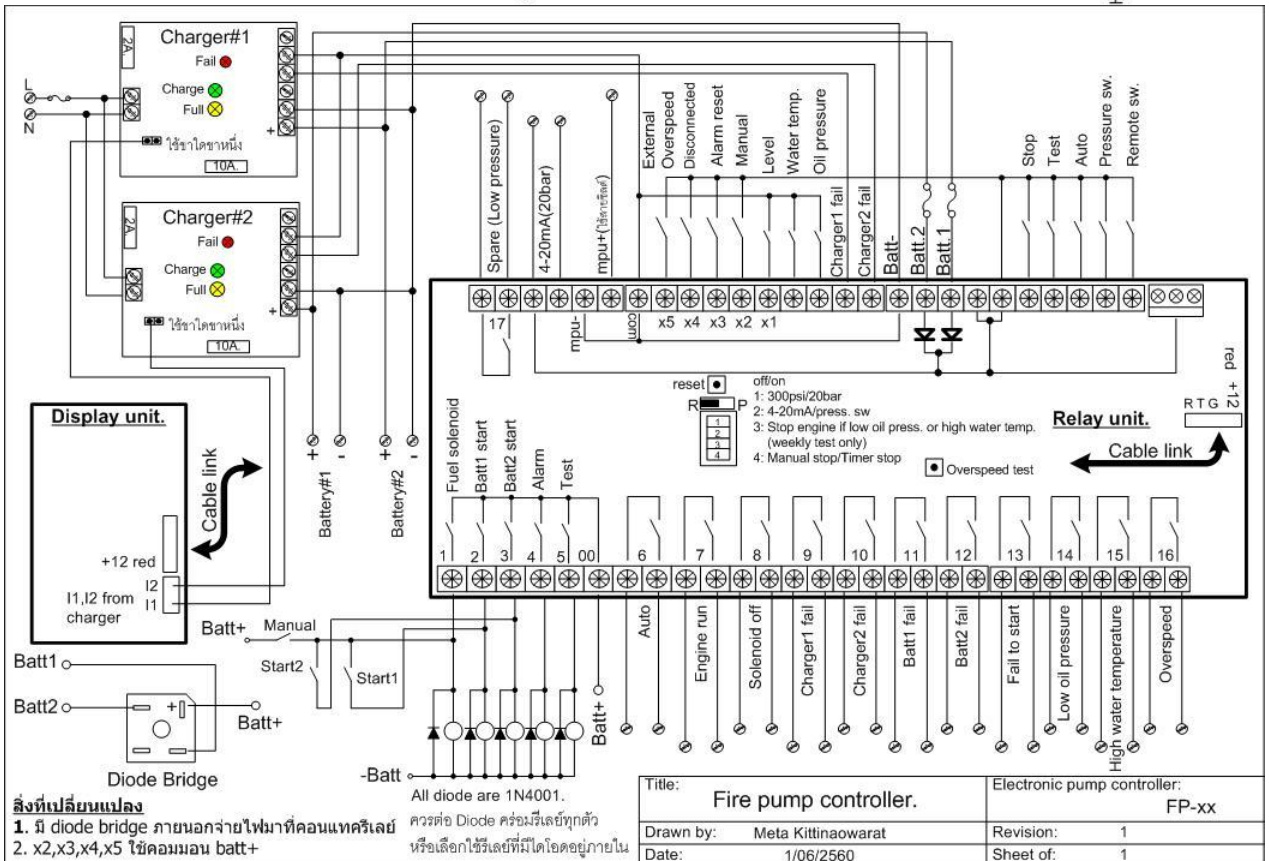 Charger#1
2A.
Fail
Charge
Full
+
L
N
ใช้ขาใดขาหนึ่ง
10A.
Charger#2
2A.
Fail
Charge
Full
+
ใช้ขาใดขาหนึ่ง
10A.
Spare (Low pressure)
4-20mA(20bar)
mpu+(ใช้สายชีลด์)
External
Overspeed
Disconnected
Alarm reset
Manual
Level
Water temp.
Oil pressure
Charger1 fail
Charger2 fail
Batt-
Batt.2
Batt.1
Stop
Test
Auto
Pressure sw.
Remote sw.
17
mpu-
com
x5 x4 x3 x2 x1
reset
R P
1
2
3
4
off/on
1: 300psi/20bar
2: 4-20mA/press. sw
3: Stop engine if low oil press. or high water temp.
(weekly test only)
4: Manual stop/Timer stop
Overspeed test
Relay unit.
red +12
R T G
Cable link
Display unit.
Cable link
+12 red
I2
I1
I1,I2 from
charger
+ - + -
Battery#1
Battery#2
Fuel solenoid
Batt1 start
Batt2 start
Alarm
Test
1 2 3 4 5 00 6 7 8 9 10 11 12 13 14 15 16
Auto
Engine run
Solenoid off
Charger1 fail
Charger2 fail
Batt1 fail
Batt2 fail
Fail to start
Low oil pressure
High water temperature
Overspeed
Batt+
Manual
Start2
Start1
Batt+
-Batt
Batt1
Batt2
+
Batt+
Diode Bridge
All diode are 1N4001.
ควรต่อ Diode คร่อมรีเลย์ทุกตัว
หรือเลือกใช้รีเลย์ที่มีไดโอดอยู่ภายใน
สิ่งที่เปลี่ยนแปลง
1. มี diode bridge ภายนอกจ่ายไฟมาที่คอนแทครีเลย์
2. x2,x3,x4,x5 ใช้คอมมอน batt+
Title:
Fire pump controller.
Electronic pump controller:
FP-xx
Drawn by: Meta Kittinaowarat
Revision: 1
Date: 1/06/2560
Sheet of: 1